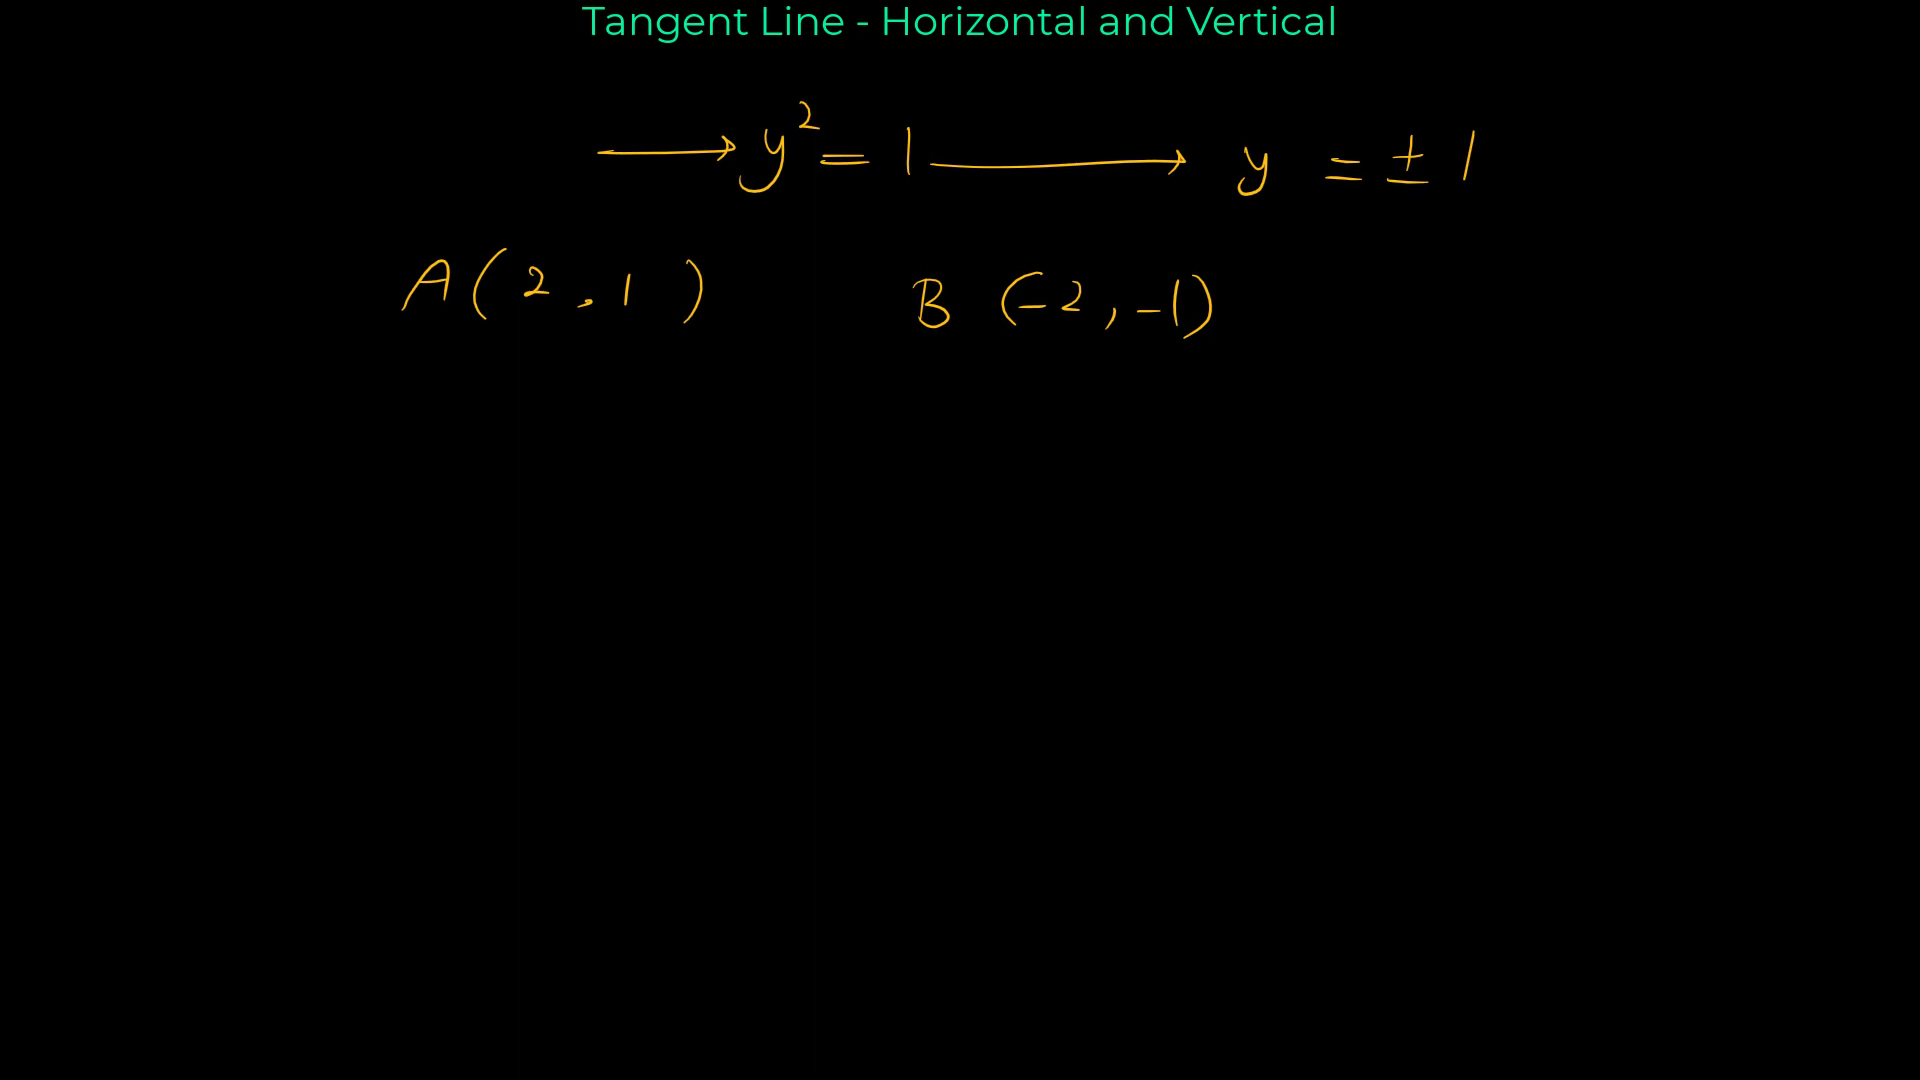 Tangent Line - Horizontal and Vertical
⟶ y² = 1 ⟶ y = ± 1
A ( 2 , 1 ) B ( -2 , -1 )